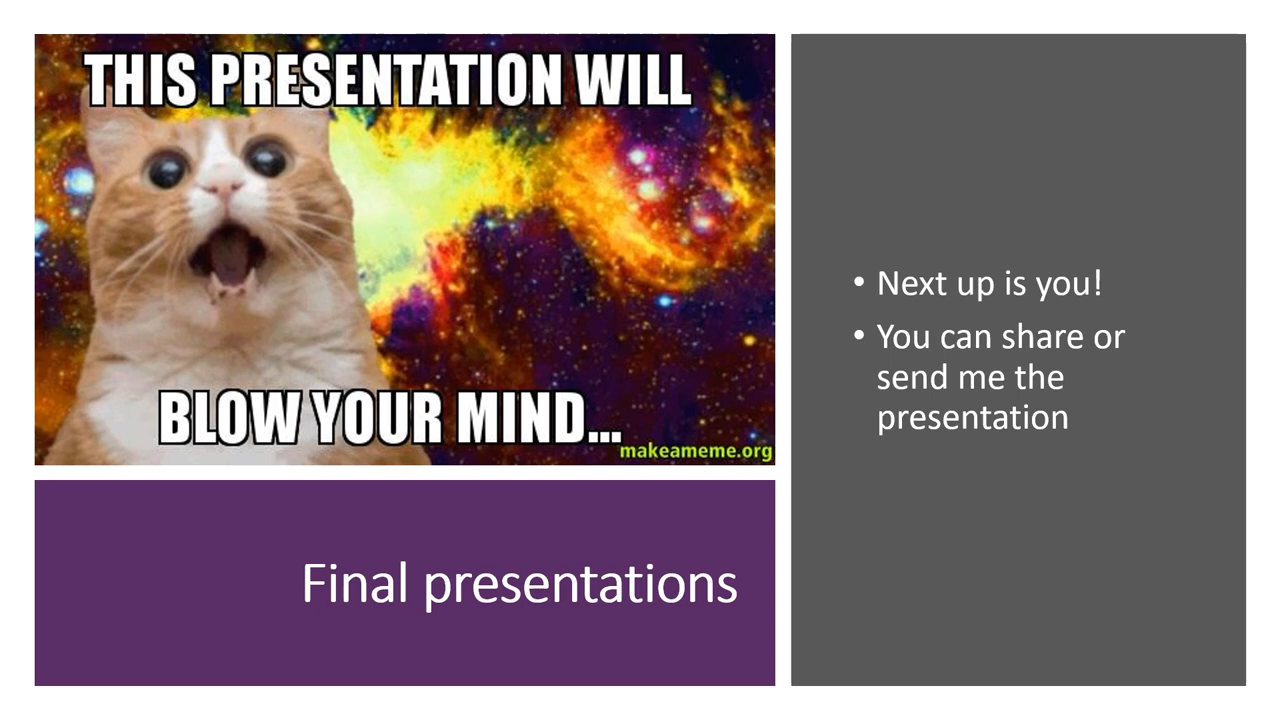 THIS PRESENTATION WILL
BLOW YOUR MIND...
makeameme.org
Final presentations
• Next up is you!
• You can share or
send me the
presentation